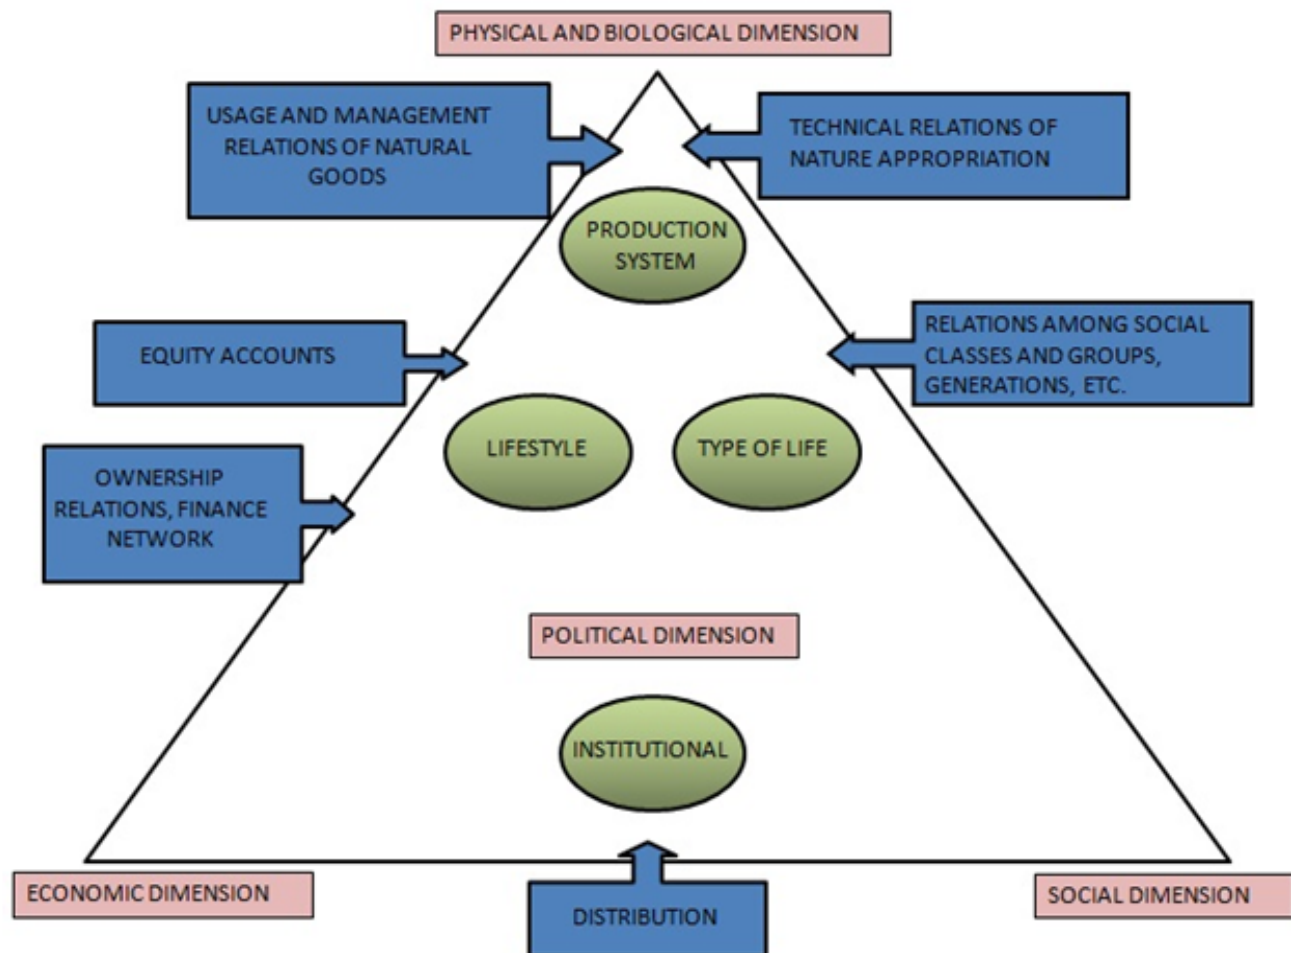 PHYSICAL AND BIOLOGICAL DIMENSION
USAGE AND MANAGEMENT
RELATIONS OF NATURAL
GOODS
TECHNICAL RELATIONS OF
NATURE APPROPRIATION
PRODUCTION
SYSTEM
EQUITY ACCOUNTS
RELATIONS AMONG SOCIAL
CLASSES AND GROUPS,
GENERATIONS, ETC.
LIFESTYLE
TYPE OF LIFE
OWNERSHIP
RELATIONS, FINANCE
NETWORK
POLITICAL DIMENSION
INSTITUTIONAL
ECONOMIC DIMENSION
DISTRIBUTION
SOCIAL DIMENSION